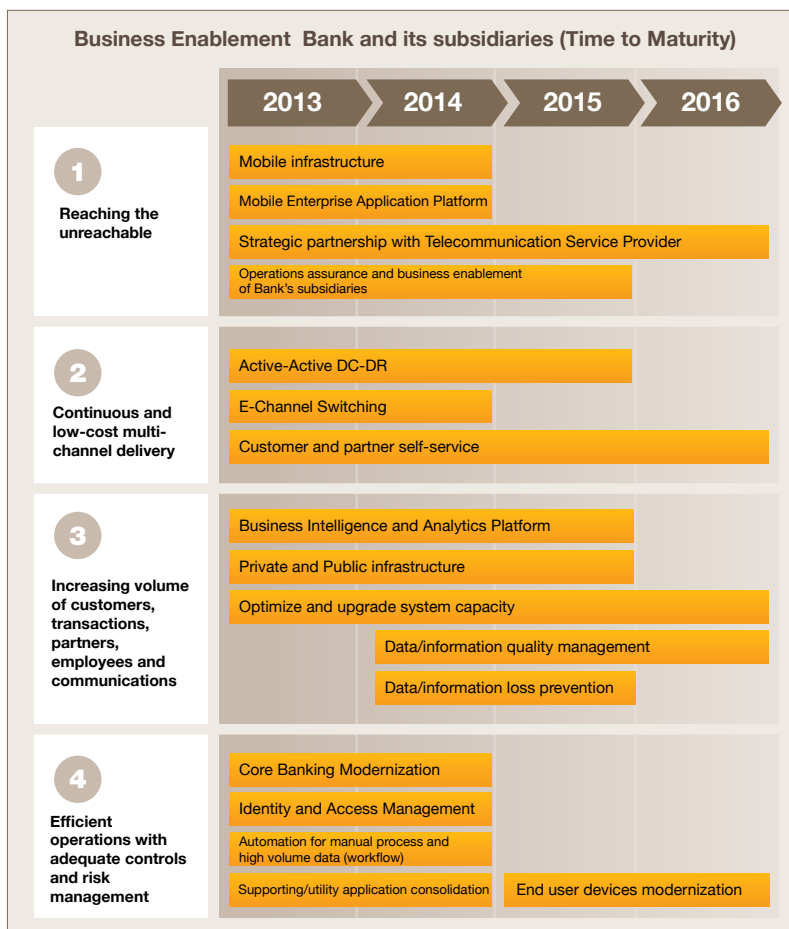 Business Enablement Bank and its subsidiaries (Time to Maturity)
2013 2014 2015 2016
1
Reaching the
unreachable
Mobile infrastructure
Mobile Enterprise Application Platform
Strategic partnership with Telecommunication Service Provider
Operations assurance and business enablement
of Bank's subsidiaries
2
Continuous and
low-cost multi-
channel delivery
Active-Active DC-DR
E-Channel Switching
Customer and partner self-service
3
Increasing volume
of customers,
transactions,
partners,
employees and
communications
Business Intelligence and Analytics Platform
Private and Public infrastructure
Optimize and upgrade system capacity
Data/information quality management
Data/information loss prevention
4
Efficient
operations with
adequate controls
and risk
management
Core Banking Modernization
Identity and Access Management
Automation for manual process and
high volume data (workflow)
Supporting/utility application consolidation
End user devices modernization